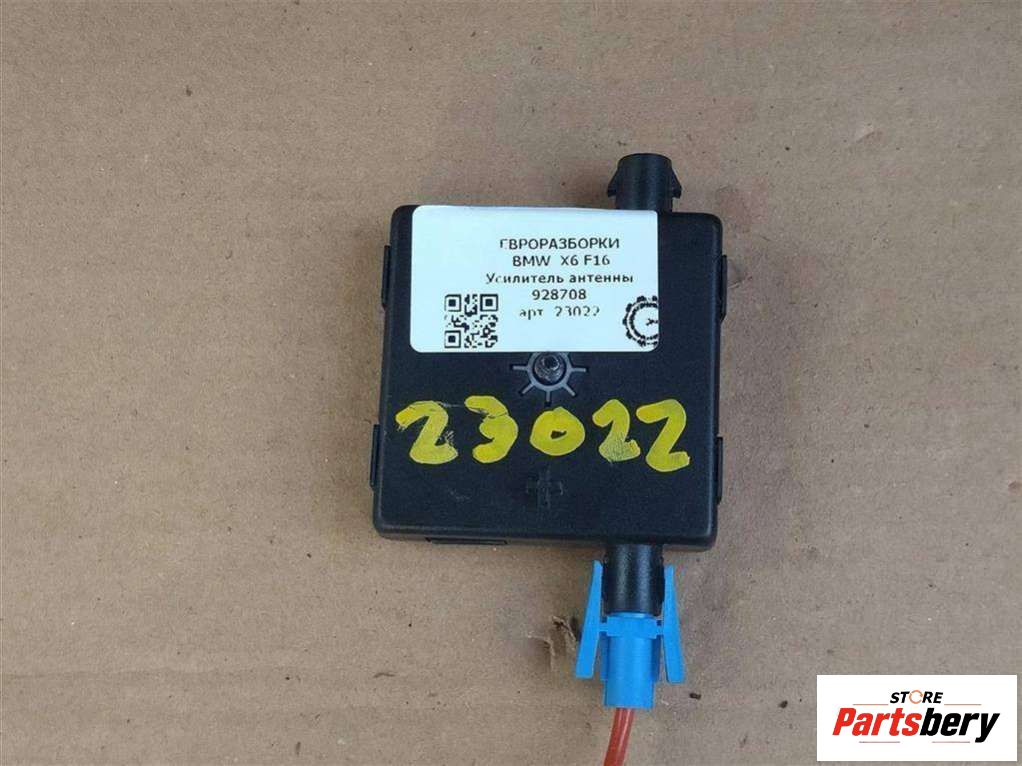 ЕВРОРАЗБОРКИ
BMW X6 F16
Усилитель антенны
928708
арт. 23022
23022
STORE
Partsbery